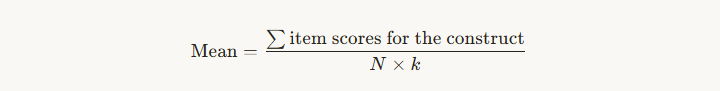 Mean = ∑ item scores for the construct
N × k